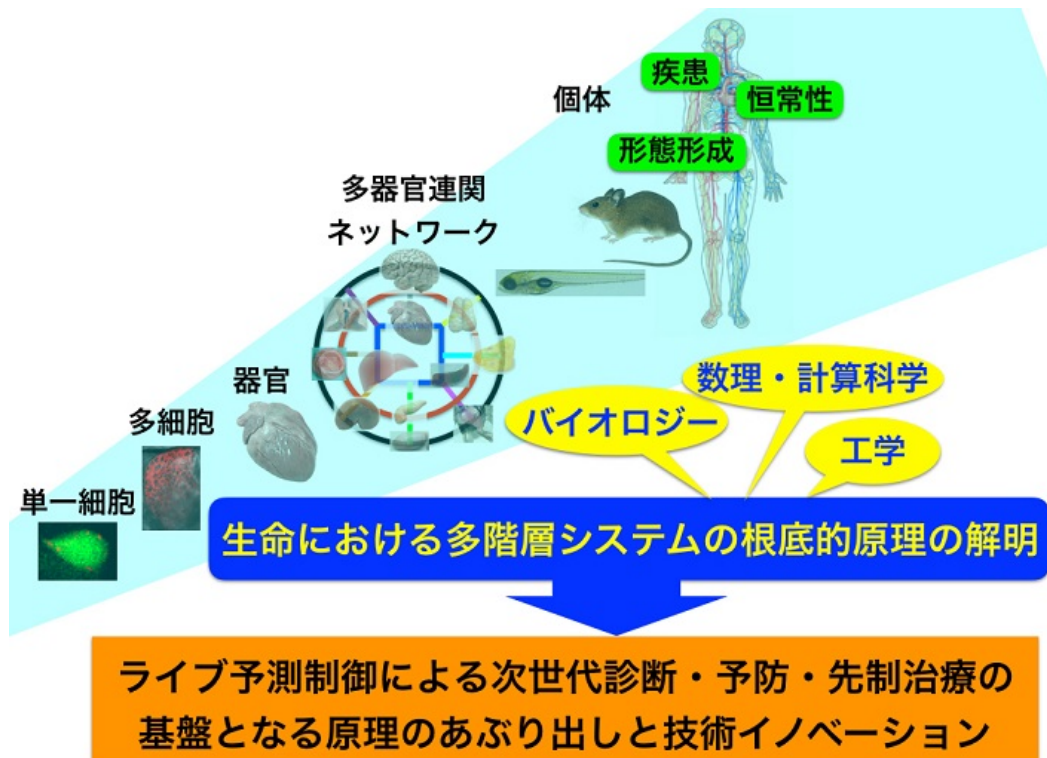 疾患
個体
恒常性
形態形成
多器官連関
ネットワーク
器官
多細胞
単一細胞
数理・計算科学
バイオロジー
工学
生命における多階層システムの根底的原理の解明
ライブ予測制御による次世代診断・予防・先制治療の
基盤となる原理のあぶり出しと技術イノベーション